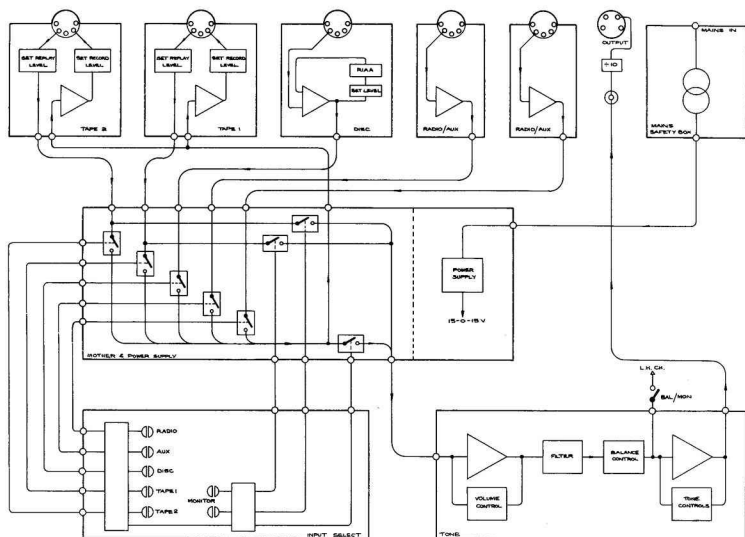 SET REPLAY
LEVEL
SET RECORD
LEVEL
TAPE 2
SET REPLAY
LEVEL
SET RECORD
LEVEL
TAPE 1
RIAA
SET LEVEL
DISC
RADIO/AUX
RADIO/AUX
OUTPUT
÷10
MAINS IN
MAINS
SAFETY BOX
POWER
SUPPLY
15-0-15 V
MOTHER & POWER SUPPLY
L.H. CH.
BAL/MON
RADIO
AUX
DISC
TAPE 1
TAPE 2
MONITOR
INPUT SELECT
VOLUME
CONTROL
FILTER
BALANCE
CONTROL
TONE
CONTROLS
TONE